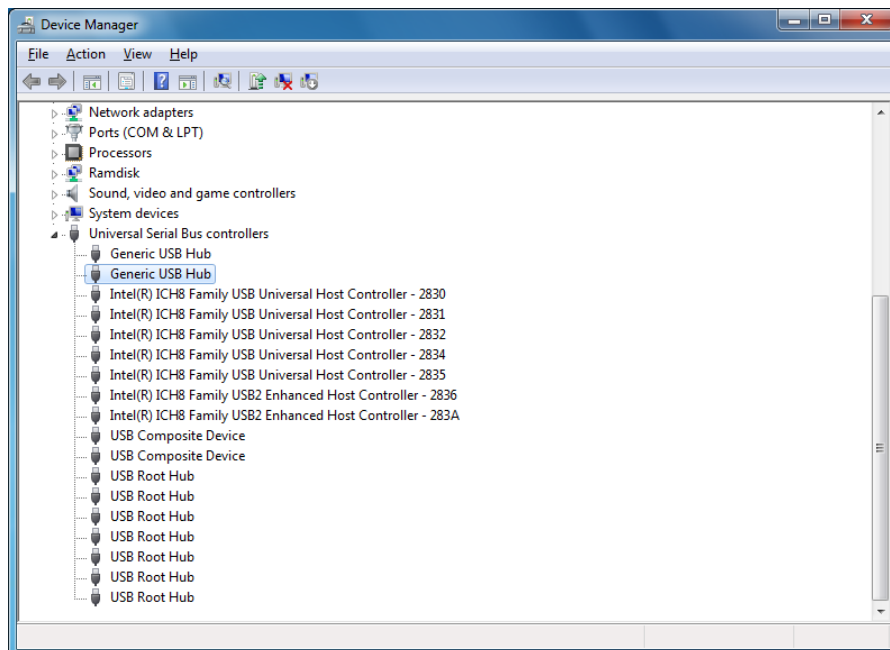 Device Manager
File Action View Help
Network adapters
Ports (COM & LPT)
Processors
Ramdisk
Sound, video and game controllers
System devices
Universal Serial Bus controllers
Generic USB Hub
Generic USB Hub
Intel(R) ICH8 Family USB Universal Host Controller - 2830
Intel(R) ICH8 Family USB Universal Host Controller - 2831
Intel(R) ICH8 Family USB Universal Host Controller - 2832
Intel(R) ICH8 Family USB Universal Host Controller - 2834
Intel(R) ICH8 Family USB Universal Host Controller - 2835
Intel(R) ICH8 Family USB2 Enhanced Host Controller - 2836
Intel(R) ICH8 Family USB2 Enhanced Host Controller - 283A
USB Composite Device
USB Composite Device
USB Root Hub
USB Root Hub
USB Root Hub
USB Root Hub
USB Root Hub
USB Root Hub
USB Root Hub